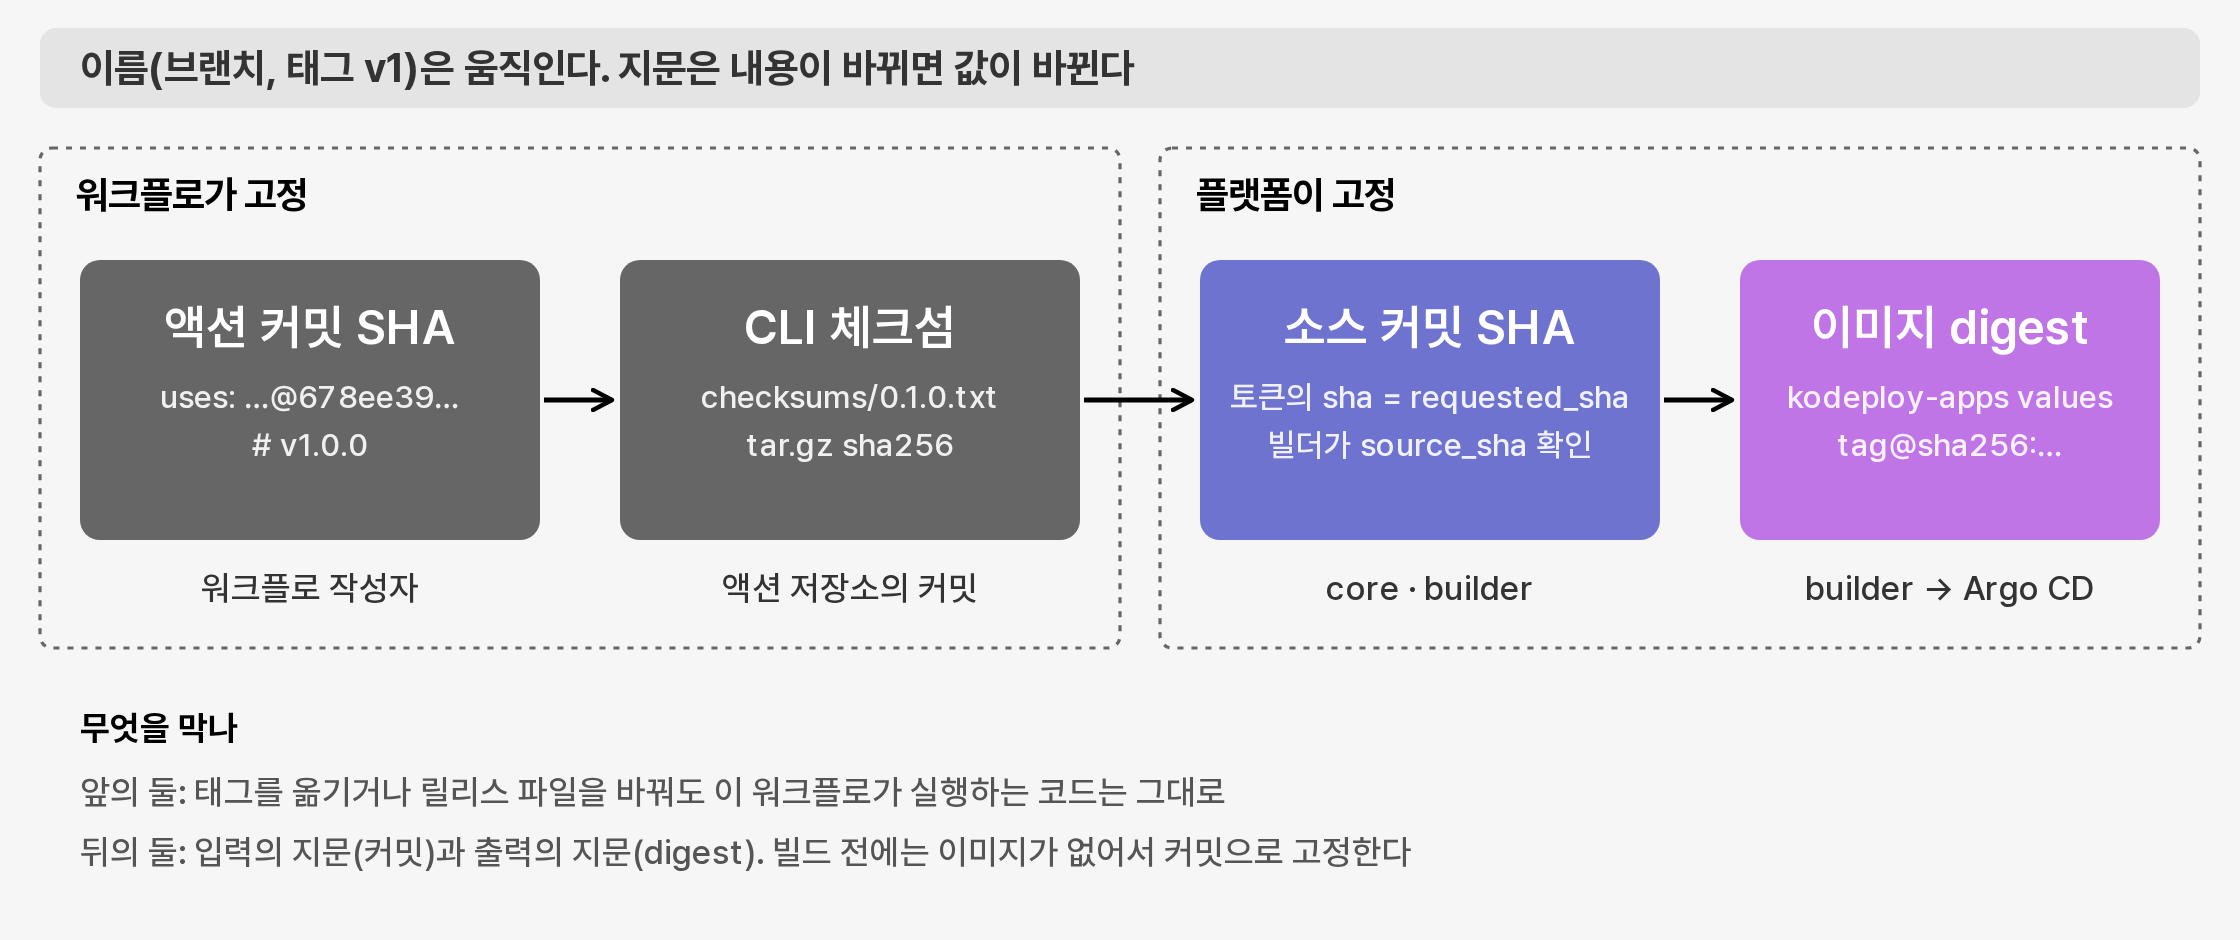 이름(브랜치, 태그 v1)은 움직인다. 지문은 내용이 바뀌면 값이 바뀐다
워크플로가 고정
플랫폼이 고정
액션 커밋 SHA
uses: ...@678ee39...
# v1.0.0
워크플로 작성자
CLI 체크섬
checksums/0.1.0.txt
tar.gz sha256
액션 저장소의 커밋
소스 커밋 SHA
토큰의 sha = requested_sha
빌더가 source_sha 확인
core · builder
이미지 digest
kodeploy-apps values
tag@sha256:...
builder → Argo CD
무엇을 막나
앞의 둘: 태그를 옮기거나 릴리스 파일을 바꿔도 이 워크플로가 실행하는 코드는 그대로
뒤의 둘: 입력의 지문(커밋)과 출력의 지문(digest). 빌드 전에는 이미지가 없어서 커밋으로 고정한다